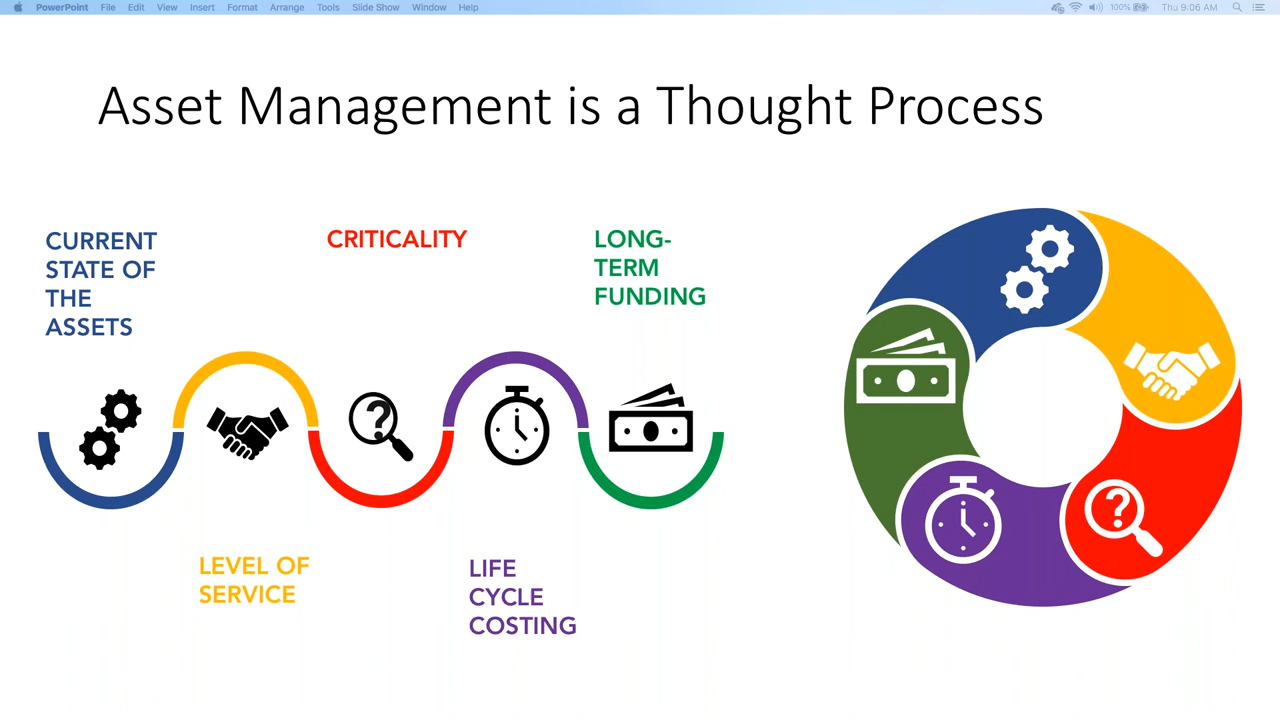 PowerPoint File Edit View Insert Format Arrange Tools Slide Show Window Help 100% Thu 9:06 AM
Asset Management is a Thought Process
CURRENT
STATE OF
THE
ASSETS
CRITICALITY
LONG-
TERM
FUNDING
?
?
LEVEL OF
SERVICE
LIFE
CYCLE
COSTING